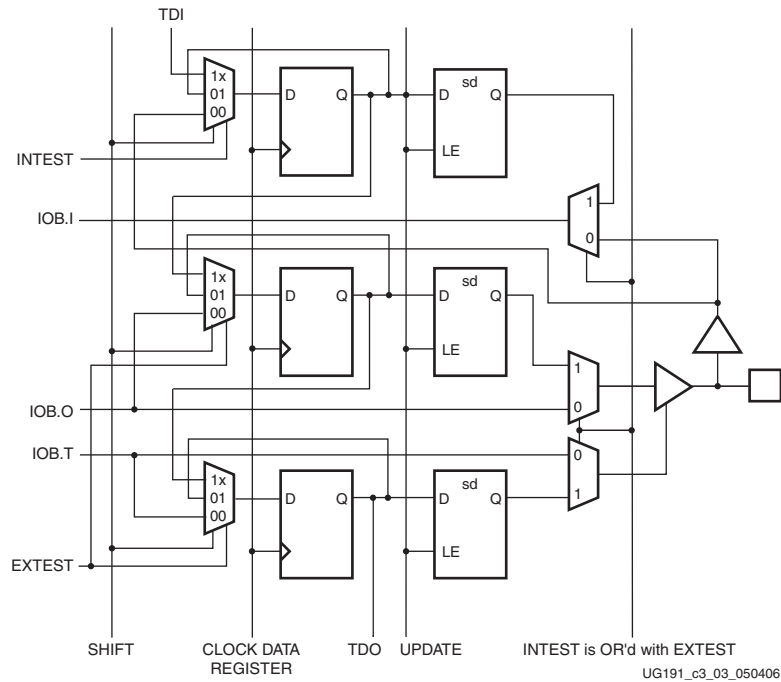 TDI
1x
01
00
D
Q
sd
D
Q
LE
INTEST
1
IOB.I
0
1x
01
00
D
Q
sd
D
Q
LE
1
IOB.O
0
IOB.T
0
1x
01
00
D
Q
sd
D
Q
1
LE
EXTEST
SHIFT
CLOCK DATA
REGISTER
TDO
UPDATE
INTEST is OR'd with EXTEST
UG191_c3_03_050406